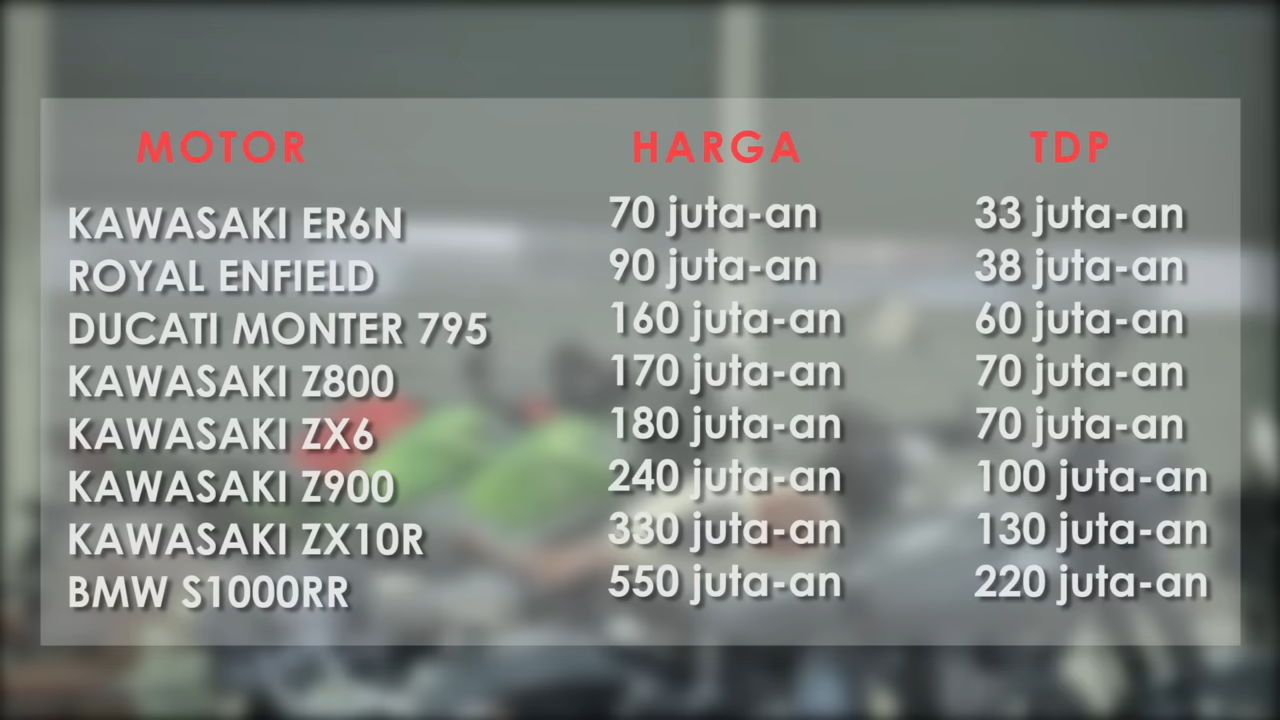 MOTOR HARGA TDP
KAWASAKI ER6N 70 juta-an 33 juta-an
ROYAL ENFIELD 90 juta-an 38 juta-an
DUCATI MONTER 795 160 juta-an 60 juta-an
KAWASAKI Z800 170 juta-an 70 juta-an
KAWASAKI ZX6 180 juta-an 70 juta-an
KAWASAKI Z900 240 juta-an 100 juta-an
KAWASAKI ZX10R 330 juta-an 130 juta-an
BMW S1000RR 550 juta-an 220 juta-an